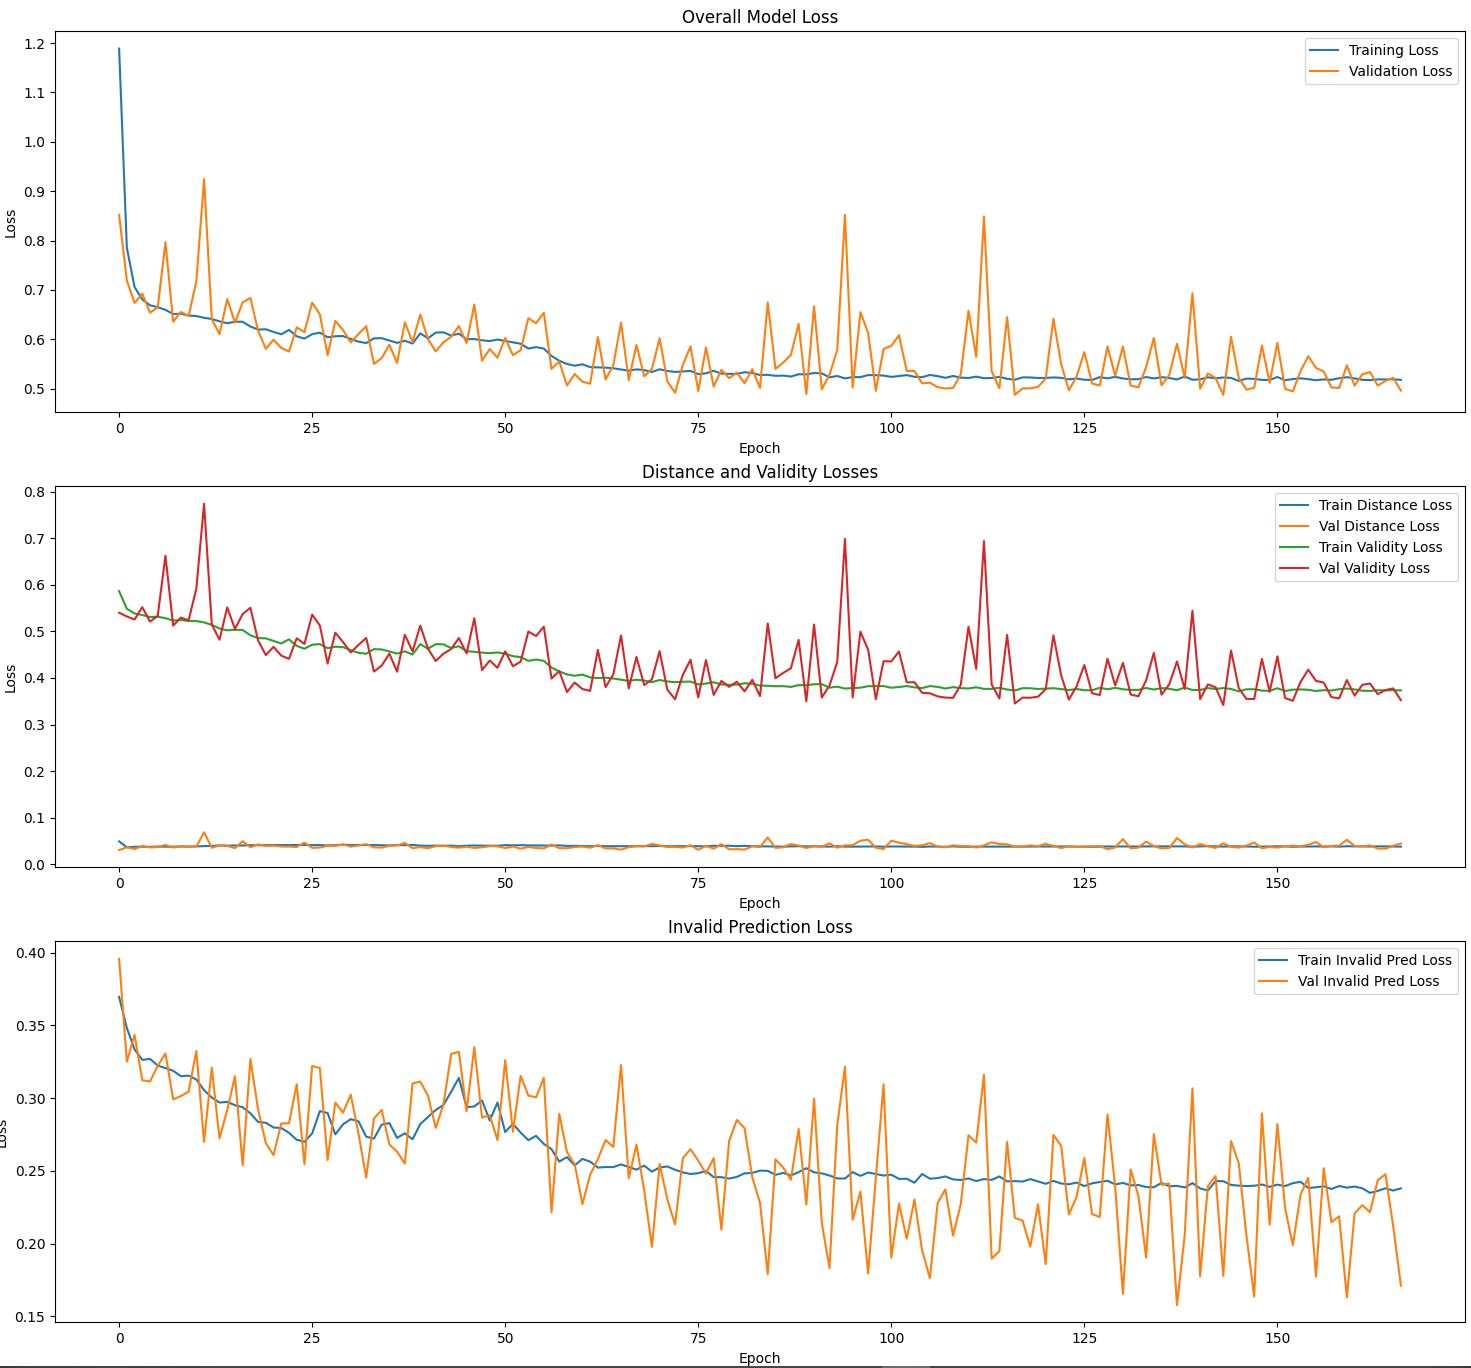 Overall Model Loss
1.2
1.1
1.0
0.9
0.8
0.7
0.6
0.5
Loss
Training Loss
Validation Loss
0 25 50 75 100 125 150
Epoch
Distance and Validity Losses
0.8
0.7
0.6
0.5
0.4
0.3
0.2
0.1
0.0
Loss
Train Distance Loss
Val Distance Loss
Train Validity Loss
Val Validity Loss
0 25 50 75 100 125 150
Epoch
Invalid Prediction Loss
0.40
0.35
0.30
0.25
0.20
0.15
Loss
Train Invalid Pred Loss
Val Invalid Pred Loss
0 25 50 75 100 125 150
Epoch